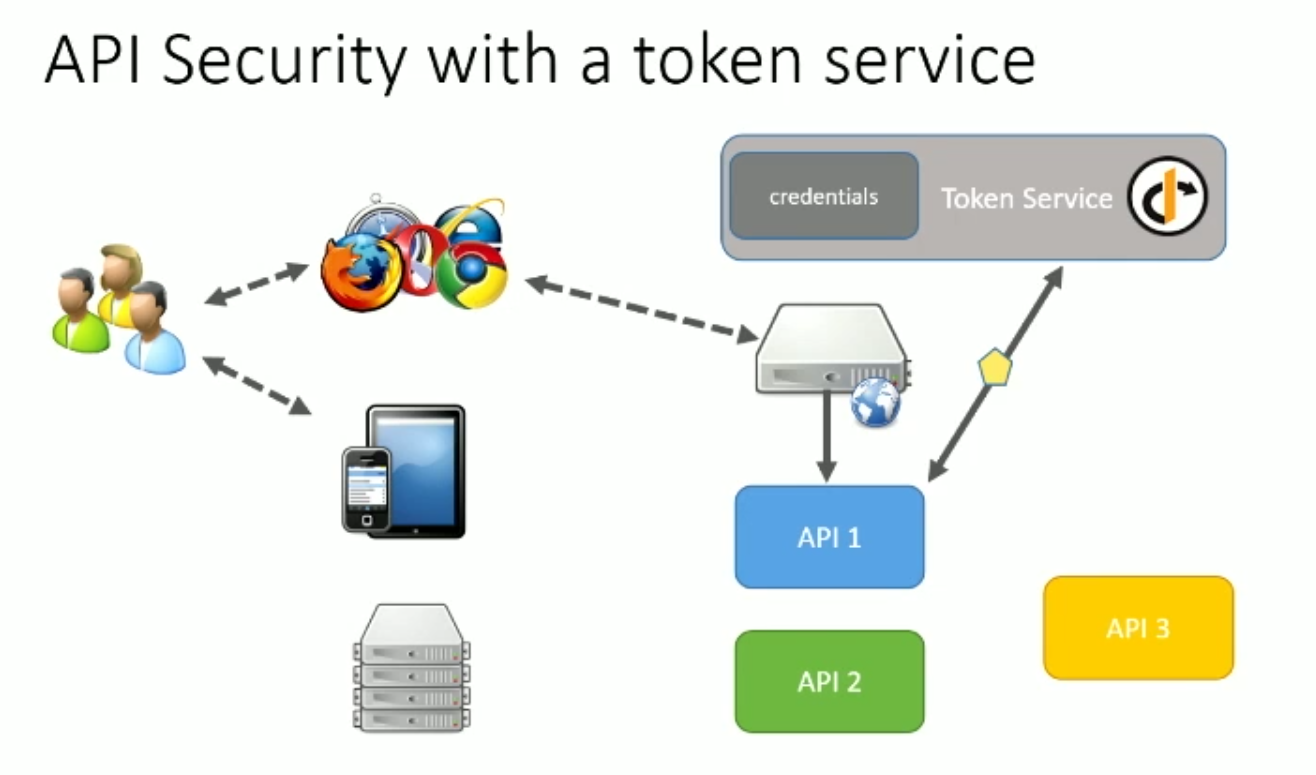 API Security with a token service
credentials
Token Service
API 1
API 2
API 3